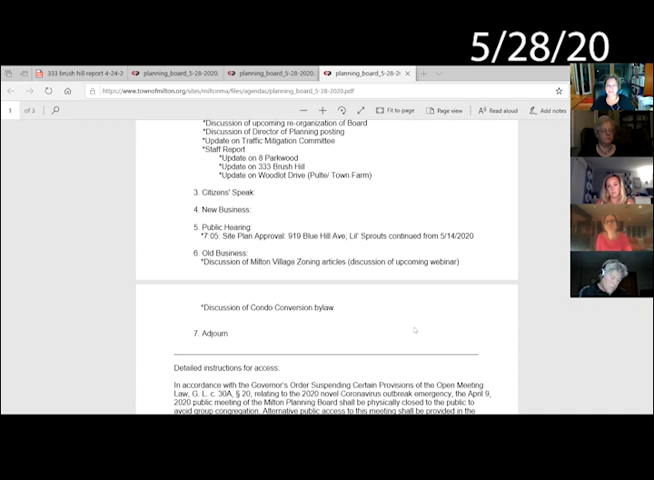 5/28/20
333 brush hill report 4-24-2
planning_board_5-28-2020.
planning_board_5-28-2020.
planning_board_5-28-2
https://www.townofmilton.org/sites/miltonma/files/agendas/planning_board_5-28-2020.pdf
1 of 3
Fit to page
Page view
Read aloud
Add notes
*Discussion of upcoming re-organization of Board
*Discussion of Director of Planning posting
*Update on Traffic Mitigation Committee
*Staff Report
*Update on 8 Parkwood
*Update on 333 Brush Hill
*Update on Woodlot Drive (Pulte/ Town Farm)
3. Citizens' Speak:
4. New Business:
5. Public Hearing:
*7:05: Site Plan Approval: 919 Blue Hill Ave; Lil' Sprouts continued from 5/14/2020
6. Old Business:
*Discussion of Milton Village Zoning articles (discussion of upcoming webinar)
*Discussion of Condo Conversion bylaw
7. Adjourn
Detailed instructions for access:
In accordance with the Governor's Order Suspending Certain Provisions of the Open Meeting
Law, G. L. c. 30A, § 20, relating to the 2020 novel Coronavirus outbreak emergency, the April 9,
2020 public meeting of the Milton Planning Board shall be physically closed to the public to
avoid group congregation. Alternative public access to this meeting shall be provided in the